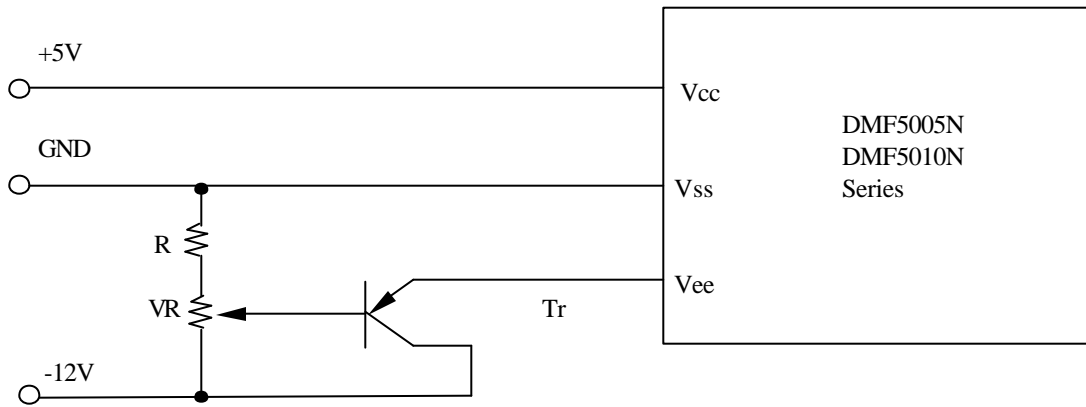 +5V
Vcc
DMF5005N
DMF5010N
Series
GND
Vss
R
Vee
VR
Tr
-12V